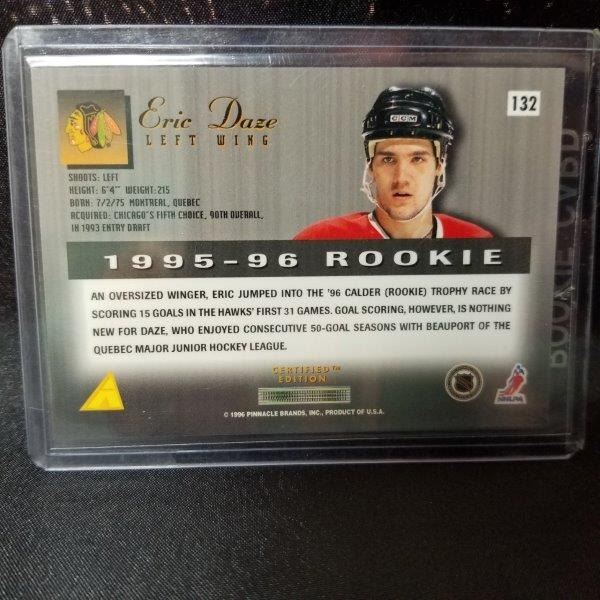 132
Eric Daze
LEFT WING
SHOOTS: LEFT
HEIGHT: 6'4" WEIGHT: 215
BORN: 7/2/75 MONTREAL, QUEBEC
ACQUIRED: CHICAGO'S FIFTH CHOICE, 90TH OVERALL,
IN 1993 ENTRY DRAFT
CCM
1995-96 ROOKIE
AN OVERSIZED WINGER, ERIC JUMPED INTO THE '96 CALDER (ROOKIE) TROPHY RACE BY
SCORING 15 GOALS IN THE HAWKS' FIRST 31 GAMES. GOAL SCORING, HOWEVER, IS NOTHING
NEW FOR DAZE, WHO ENJOYED CONSECUTIVE 50-GOAL SEASONS WITH BEAUPORT OF THE
QUEBEC MAJOR JUNIOR HOCKEY LEAGUE.
CERTIFIED™
EDITION
NHLPA
© 1996 PINNACLE BRANDS, INC., PRODUCT OF U.S.A.
ROOKIE CARD